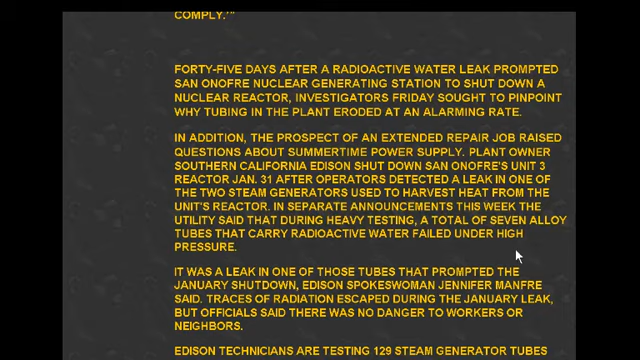 COMPLY."
FORTY-FIVE DAYS AFTER A RADIOACTIVE WATER LEAK PROMPTED
SAN ONOFRE NUCLEAR GENERATING STATION TO SHUT DOWN A
NUCLEAR REACTOR, INVESTIGATORS FRIDAY SOUGHT TO PINPOINT
WHY TUBING IN THE PLANT ERODED AT AN ALARMING RATE.
IN ADDITION, THE PROSPECT OF AN EXTENDED REPAIR JOB RAISED
QUESTIONS ABOUT SUMMERTIME POWER SUPPLY. PLANT OWNER
SOUTHERN CALIFORNIA EDISON SHUT DOWN SAN ONOFRE'S UNIT 3
REACTOR JAN. 31 AFTER OPERATORS DETECTED A LEAK IN ONE OF
THE TWO STEAM GENERATORS USED TO HARVEST HEAT FROM THE
UNIT'S REACTOR. IN SEPARATE ANNOUNCEMENTS THIS WEEK THE
UTILITY SAID THAT DURING HEAVY TESTING, A TOTAL OF SEVEN ALLOY
TUBES THAT CARRY RADIOACTIVE WATER FAILED UNDER HIGH
PRESSURE.
IT WAS A LEAK IN ONE OF THOSE TUBES THAT PROMPTED THE
JANUARY SHUTDOWN, EDISON SPOKESWOMAN JENNIFER MANFRE
SAID. TRACES OF RADIATION ESCAPED DURING THE JANUARY LEAK,
BUT OFFICIALS SAID THERE WAS NO DANGER TO WORKERS OR
NEIGHBORS.
EDISON TECHNICIANS ARE TESTING 129 STEAM GENERATOR TUBES